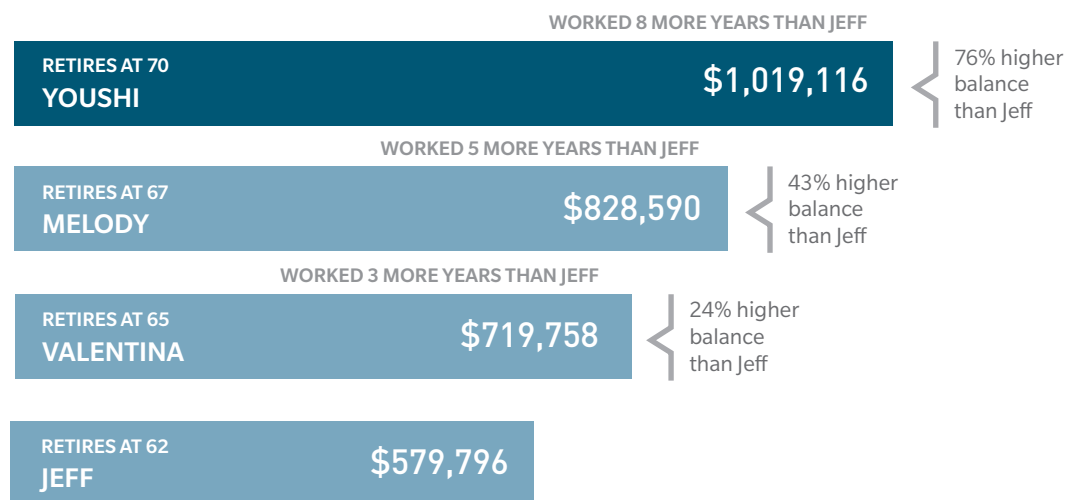 WORKED 8 MORE YEARS THAN JEFF
RETIRES AT 70
YOUSHI
$1,019,116
76% higher
balance
than Jeff
WORKED 5 MORE YEARS THAN JEFF
RETIRES AT 67
MELODY
$828,590
43% higher
balance
than Jeff
WORKED 3 MORE YEARS THAN JEFF
RETIRES AT 65
VALENTINA
$719,758
24% higher
balance
than Jeff
RETIRES AT 62
JEFF
$579,796